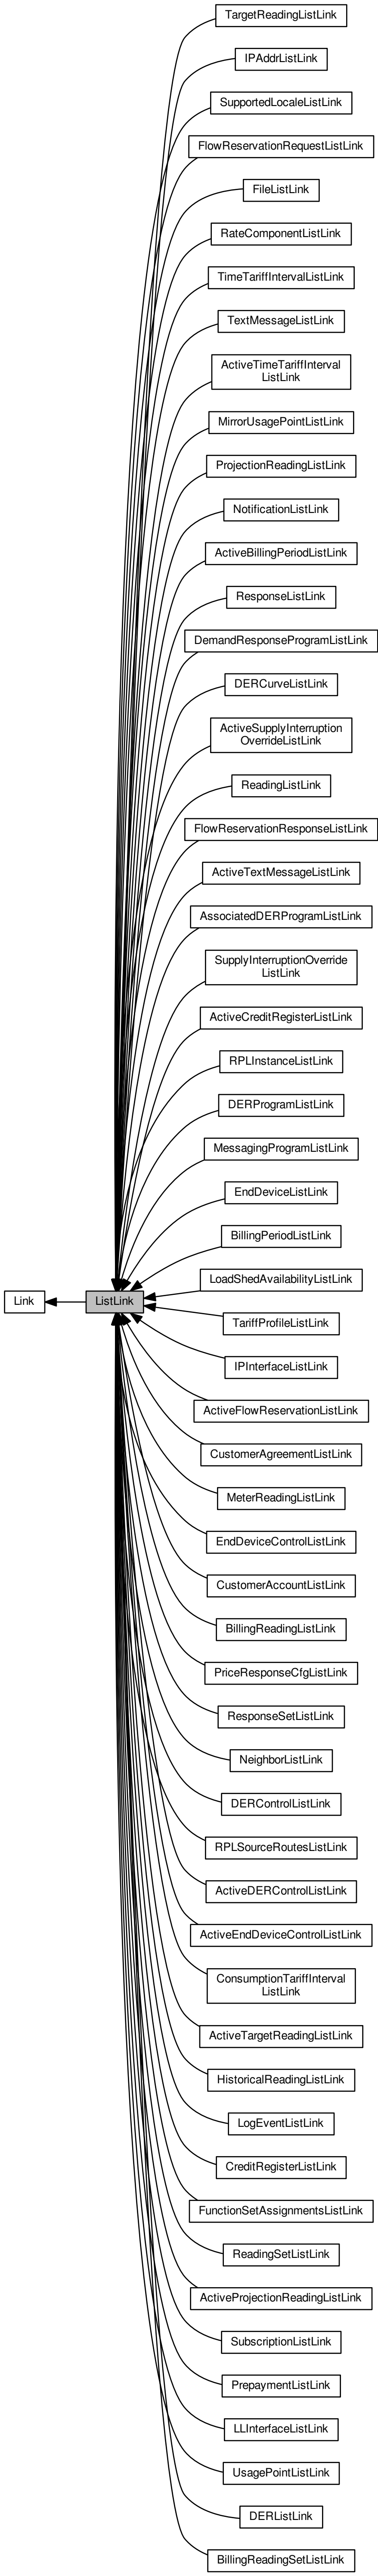 TargetReadingListLink
IPAddrListLink
SupportedLocaleListLink
FlowReservationRequestListLink
FileListLink
RateComponentListLink
TimeTariffIntervalListLink
TextMessageListLink
ActiveTimeTariffInterval
ListLink
MirrorUsagePointListLink
ProjectionReadingListLink
NotificationListLink
ActiveBillingPeriodListLink
ResponseListLink
DemandResponseProgramListLink
DERCurveListLink
ActiveSupplyInterruption
OverrideListLink
ReadingListLink
FlowReservationResponseListLink
ActiveTextMessageListLink
AssociatedDERProgramListLink
SupplyInterruptionOverride
ListLink
ActiveCreditRegisterListLink
RPLInstanceListLink
DERProgramListLink
MessagingProgramListLink
EndDeviceListLink
BillingPeriodListLink
LoadShedAvailabilityListLink
Link
ListLink
TariffProfileListLink
IPInterfaceListLink
ActiveFlowReservationListLink
CustomerAgreementListLink
MeterReadingListLink
EndDeviceControlListLink
CustomerAccountListLink
BillingReadingListLink
PriceResponseCfgListLink
ResponseSetListLink
NeighborListLink
DERControlListLink
RPLSourceRoutesListLink
ActiveDERControlListLink
ActiveEndDeviceControlListLink
ConsumptionTariffInterval
ListLink
ActiveTargetReadingListLink
HistoricalReadingListLink
LogEventListLink
CreditRegisterListLink
FunctionSetAssignmentsListLink
ReadingSetListLink
ActiveProjectionReadingListLink
SubscriptionListLink
PrepaymentListLink
LLInterfaceListLink
UsagePointListLink
DERListLink
BillingReadingSetListLink